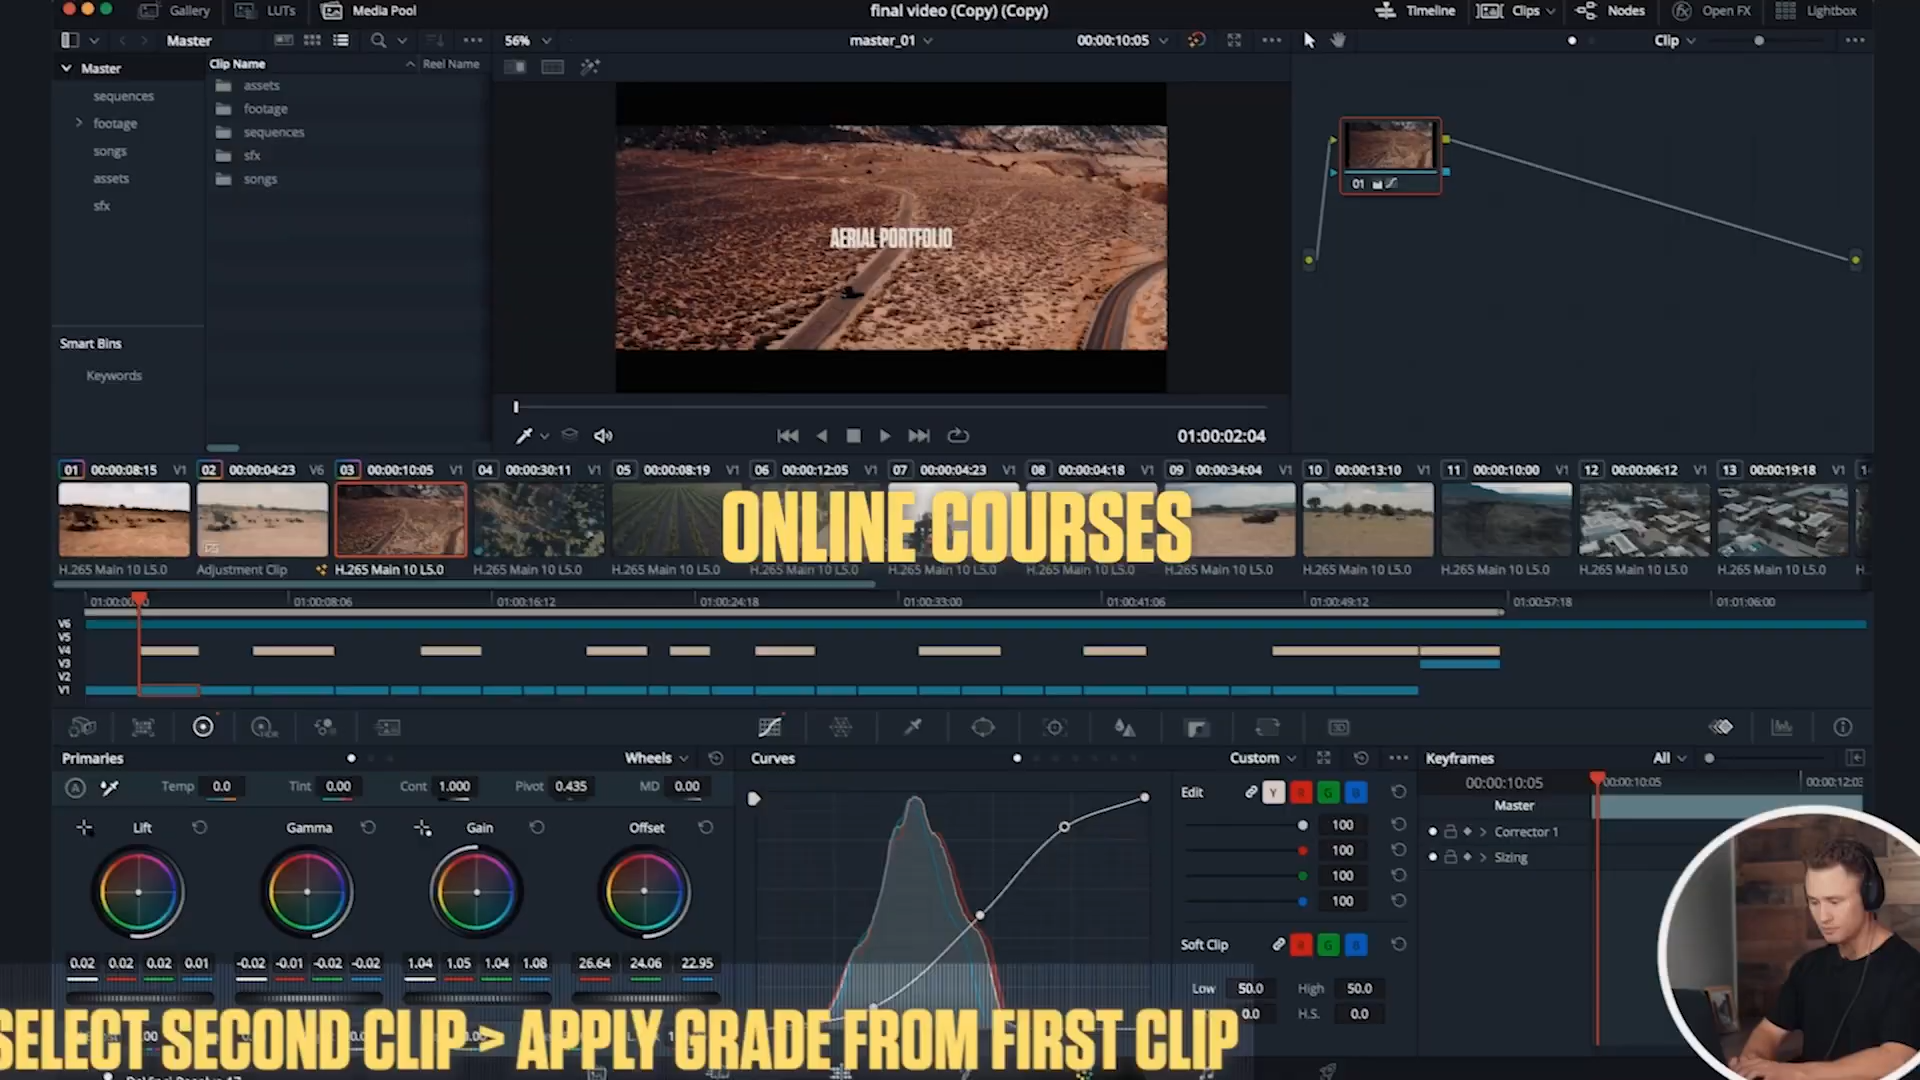 Gallery LUTs Media Pool final video (Copy) (Copy) Timeline Clips Nodes Open FX Lightbox
Master 56% master_01 00:00:10:05 Clip
Master Clip Name Reel Name
sequences assets
footage footage
songs sequences
assets sfx
sfx songs
Smart Bins
Keywords
AERIAL PORTFOLIO
01
01:00:02:04
01 00:00:08:15 V1 02 00:00:04:23 V6 03 00:00:10:05 V1 04 00:00:30:11 V1 05 00:00:08:19 V1 06 00:00:12:05 V1 07 00:00:04:23 V1 08 00:00:04:18 V1 09 00:00:34:04 V1 10 00:00:13:10 V1 11 00:00:10:00 V1 12 00:00:06:12 V1 13 00:00:19:18 V1
ONLINE COURSES
H.265 Main 10 L5.0 Adjustment Clip H.265 Main 10 L5.0 H.265 Main 10 L5.0 H.265 Main 10 L5.0 H.265 Main 10 L5.0 H.265 Main 10 L5.0 H.265 Main 10 L5.0 H.265 Main 10 L5.0 H.265 Main 10 L5.0 H.265 Main 10 L5.0 H.265 Main 10 L5.0 H.265 Main 10 L5.0
01:00:08:06 01:00:16:12 01:00:24:18 01:00:33:00 01:00:41:06 01:00:49:12 01:00:57:18 01:01:06:00
V6
V5
V4
V3
V2
V1
Primaries Wheels Curves Custom Keyframes All
Temp 0.0 Tint 0.00 Cont 1.000 Pivot 0.435 MD 0.00
Lift Gamma Gain Offset
0.02 0.02 0.02 0.01 -0.02 -0.01 -0.02 -0.02 1.04 1.05 1.04 1.08 26.64 24.06 22.95
Edit Y R G B
100
100
100
100
Soft Clip R G B
Low 50.0 High 50.0
0.0 H.S. 0.0
00:00:10:05 00:00:10:05 00:00:12:03
Master
Corrector 1
Sizing
SELECT SECOND CLIP > APPLY GRADE FROM FIRST CLIP